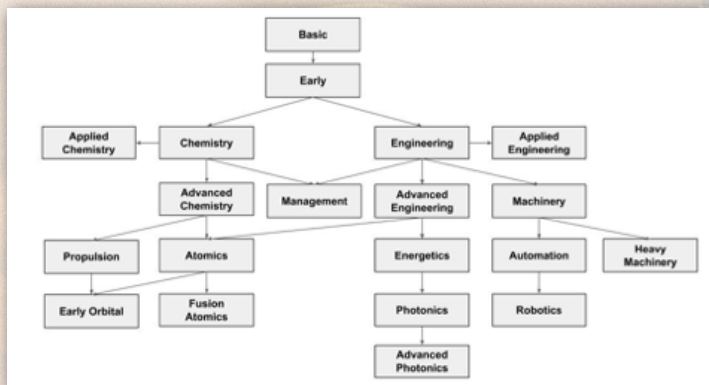 Basic
Early
Applied
Chemistry
Chemistry
Engineering
Applied
Engineering
Advanced
Chemistry
Management
Advanced
Engineering
Machinery
Propulsion
Atomics
Energetics
Automation
Heavy
Machinery
Early Orbital
Fusion
Atomics
Photonics
Robotics
Advanced
Photonics